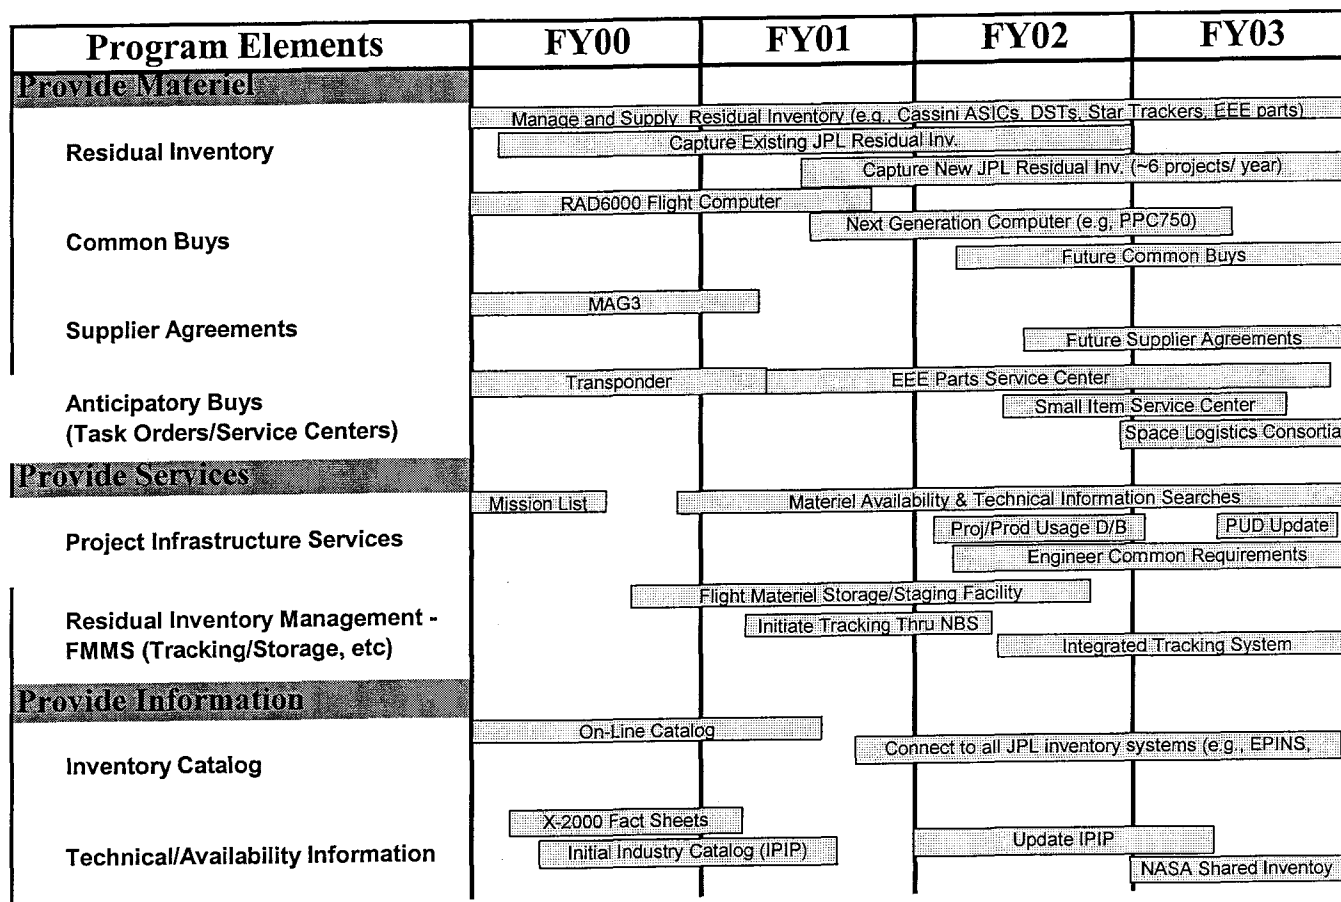 Program Elements FY00 FY01 FY02 FY03
Provide Materiel
Manage and Supply Residual Inventory (e.g., Cassini ASICs, DSTs, Star Trackers, EEE parts)
Residual Inventory
Capture Existing JPL Residual Inv.
Capture New JPL Residual Inv. (~6 projects/ year)
RAD6000 Flight Computer
Common Buys
Next Generation Computer (e.g, PPC750)
Future Common Buys
MAG3
Supplier Agreements
Future Supplier Agreements
Transponder
EEE Parts Service Center
Anticipatory Buys
(Task Orders/Service Centers)
Small Item Service Center
Space Logistics Consortia
Provide Services
Mission List
Materiel Availability & Technical Information Searches
Project Infrastructure Services
Proj/Prod Usage D/B
PUD Update
Engineer Common Requirements
Flight Materiel Storage/Staging Facility
Residual Inventory Management -
FMMS (Tracking/Storage, etc)
Initiate Tracking Thru NBS
Integrated Tracking System
Provide Information
On-Line Catalog
Inventory Catalog
Connect to all JPL inventory systems (e.g., EPINS,
X-2000 Fact Sheets
Technical/Availability Information
Initial Industry Catalog (IPIP)
Update IPIP
NASA Shared Inventoy